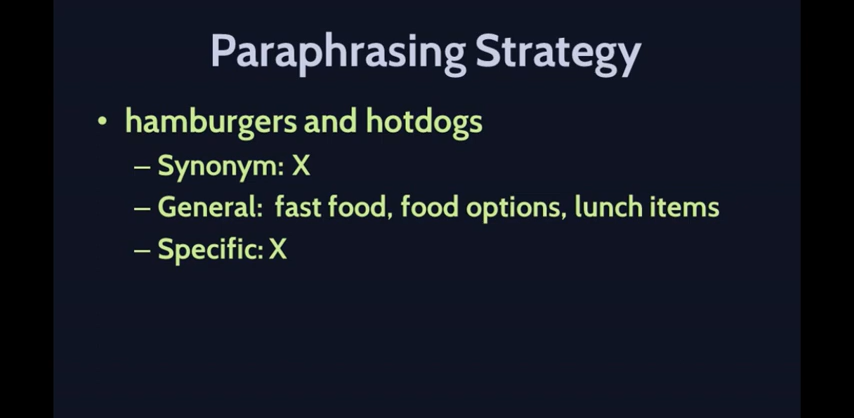 Paraphrasing Strategy
• hamburgers and hotdogs
– Synonym: X
– General: fast food, food options, lunch items
– Specific: X